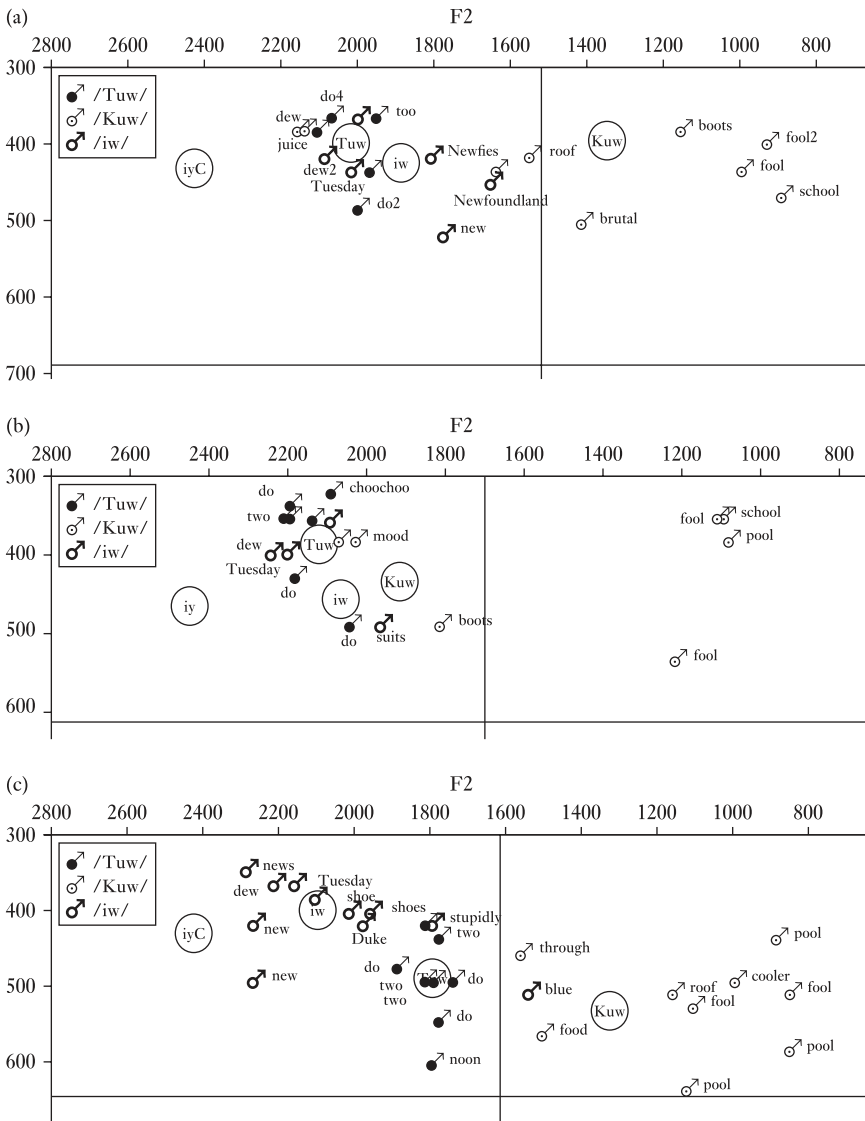 (a)
F2
2800 2600 2400 2200 2000 1800 1600 1400 1200 1000 800
300
400
500
600
700
/Tuw/
/Kuw/
/iw/
do4
too
dew
juice
Tuw
iyC
dew2
Tuesday
iw
Newfies
roof
Kuw
boots
fool2
fool
school
Newfoundland
do2
new
brutal
(b)
F2
2800 2600 2400 2200 2000 1800 1600 1400 1200 1000 800
300
400
500
600
/Tuw/
/Kuw/
/iw/
do
choochoo
two
fool
school
Tuw
mood
pool
dew
Tuesday
do
Kuw
iy
iw
do
suits
boots
fool
(c)
F2
2800 2600 2400 2200 2000 1800 1600 1400 1200 1000 800
300
400
500
600
/Tuw/
/Kuw/
/iw/
news
dew
Tuesday
iw
shoe
shoes
stupidly
iyC
new
Duke
two
pool
through
do
Tuw
do
new
two
two
blue
roof
cooler
fool
fool
Kuw
do
food
noon
pool
pool